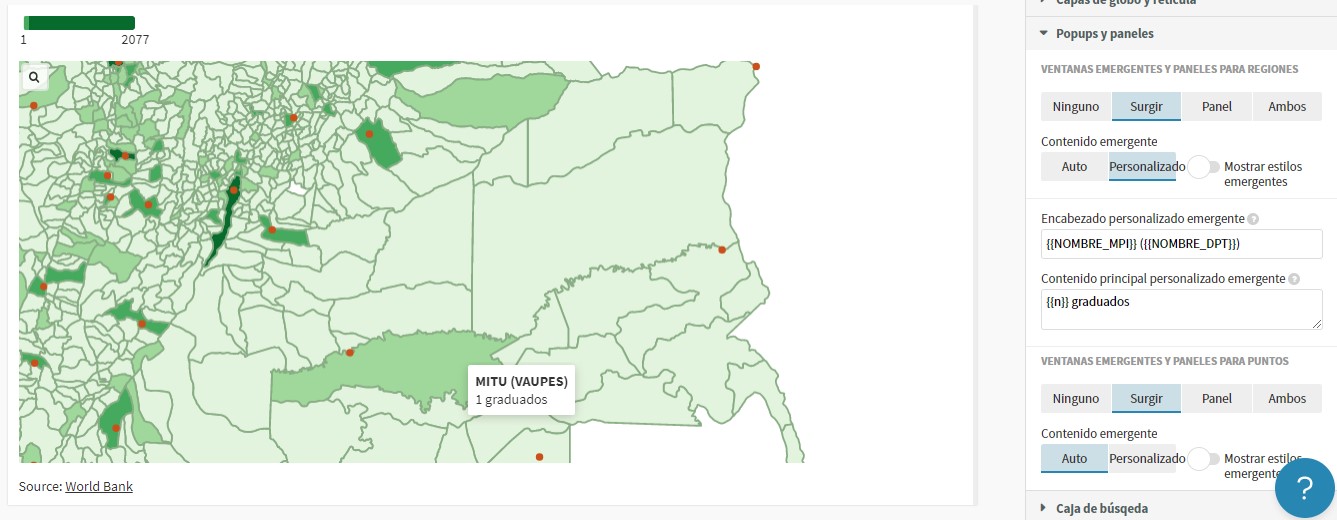 Capas de globo y retícula
1
2077
Popups y paneles
VENTANAS EMERGENTES Y PANELES PARA REGIONES
Ninguno
Surgir
Panel
Ambos
Contenido emergente
Auto
Personalizado
Mostrar estilos
emergentes
Encabezado personalizado emergente ?
{{NOMBRE_MPI}} ({{NOMBRE_DPT}})
Contenido principal personalizado emergente ?
{{n}} graduados
VENTANAS EMERGENTES Y PANELES PARA PUNTOS
MITU (VAUPES)
1 graduados
Ninguno
Surgir
Panel
Ambos
Contenido emergente
Auto
Personalizado
Mostrar estilos
emergente
?
Source: World Bank
Caja de búsqeda